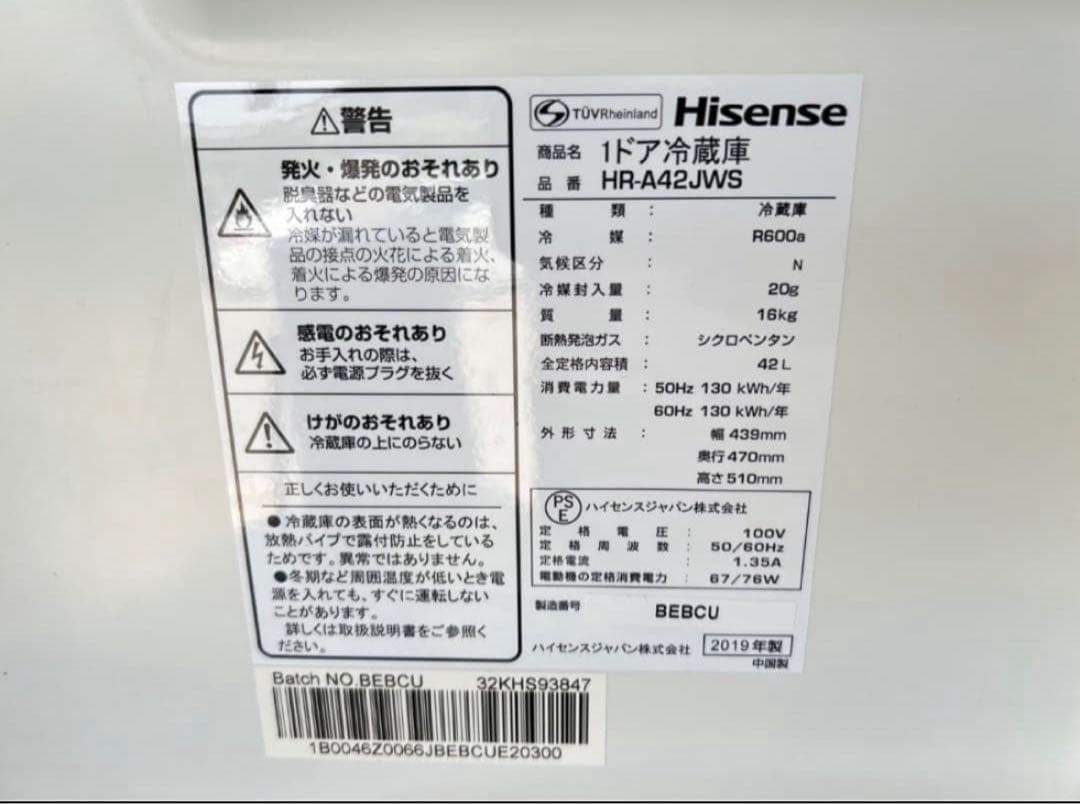 ⚠警告
発火・爆発のおそれあり
脱臭器などの電気製品を
入れない
冷媒が漏れていると電気製
品の接点の火花による着火、
着火による爆発の原因にな
ります。
感電のおそれあり
お手入れの際は、
必ず電源プラグを抜く
けがのおそれあり
冷蔵庫の上にのらない
正しくお使いいただくために
●冷蔵庫の表面が熱くなるのは、
放熱パイプで露付防止をしている
ためです。異常ではありません。
●冬期など周囲温度が低いとき電
源を入れても、すぐに運転しない
ことがあります。
詳しくは取扱説明書をご参照く
ださい。
TÜVRheinland Hisense
商品名 1ドア冷蔵庫
品番 HR-A42JWS
種類 : 冷蔵庫
冷媒 : R600a
気候区分 : N
冷媒封入量 : 20g
質量 : 16kg
断熱発泡ガス : シクロペンタン
全定格内容積 : 42L
消費電力量 : 50Hz 130 kWh/年
60Hz 130 kWh/年
外形寸法 : 幅 439mm
奥行 470mm
高さ 510mm
PSE ハイセンスジャパン株式会社
定格電圧 : 100V
定格周波数 : 50/60Hz
定格電流 : 1.35A
電動機の定格消費電力 : 67/76W
製造番号 BEBCU
ハイセンスジャパン株式会社 2019年製
中国製
Batch NO.BEBCU 32KHS93847
1B0046Z0066JBEBCUE20300